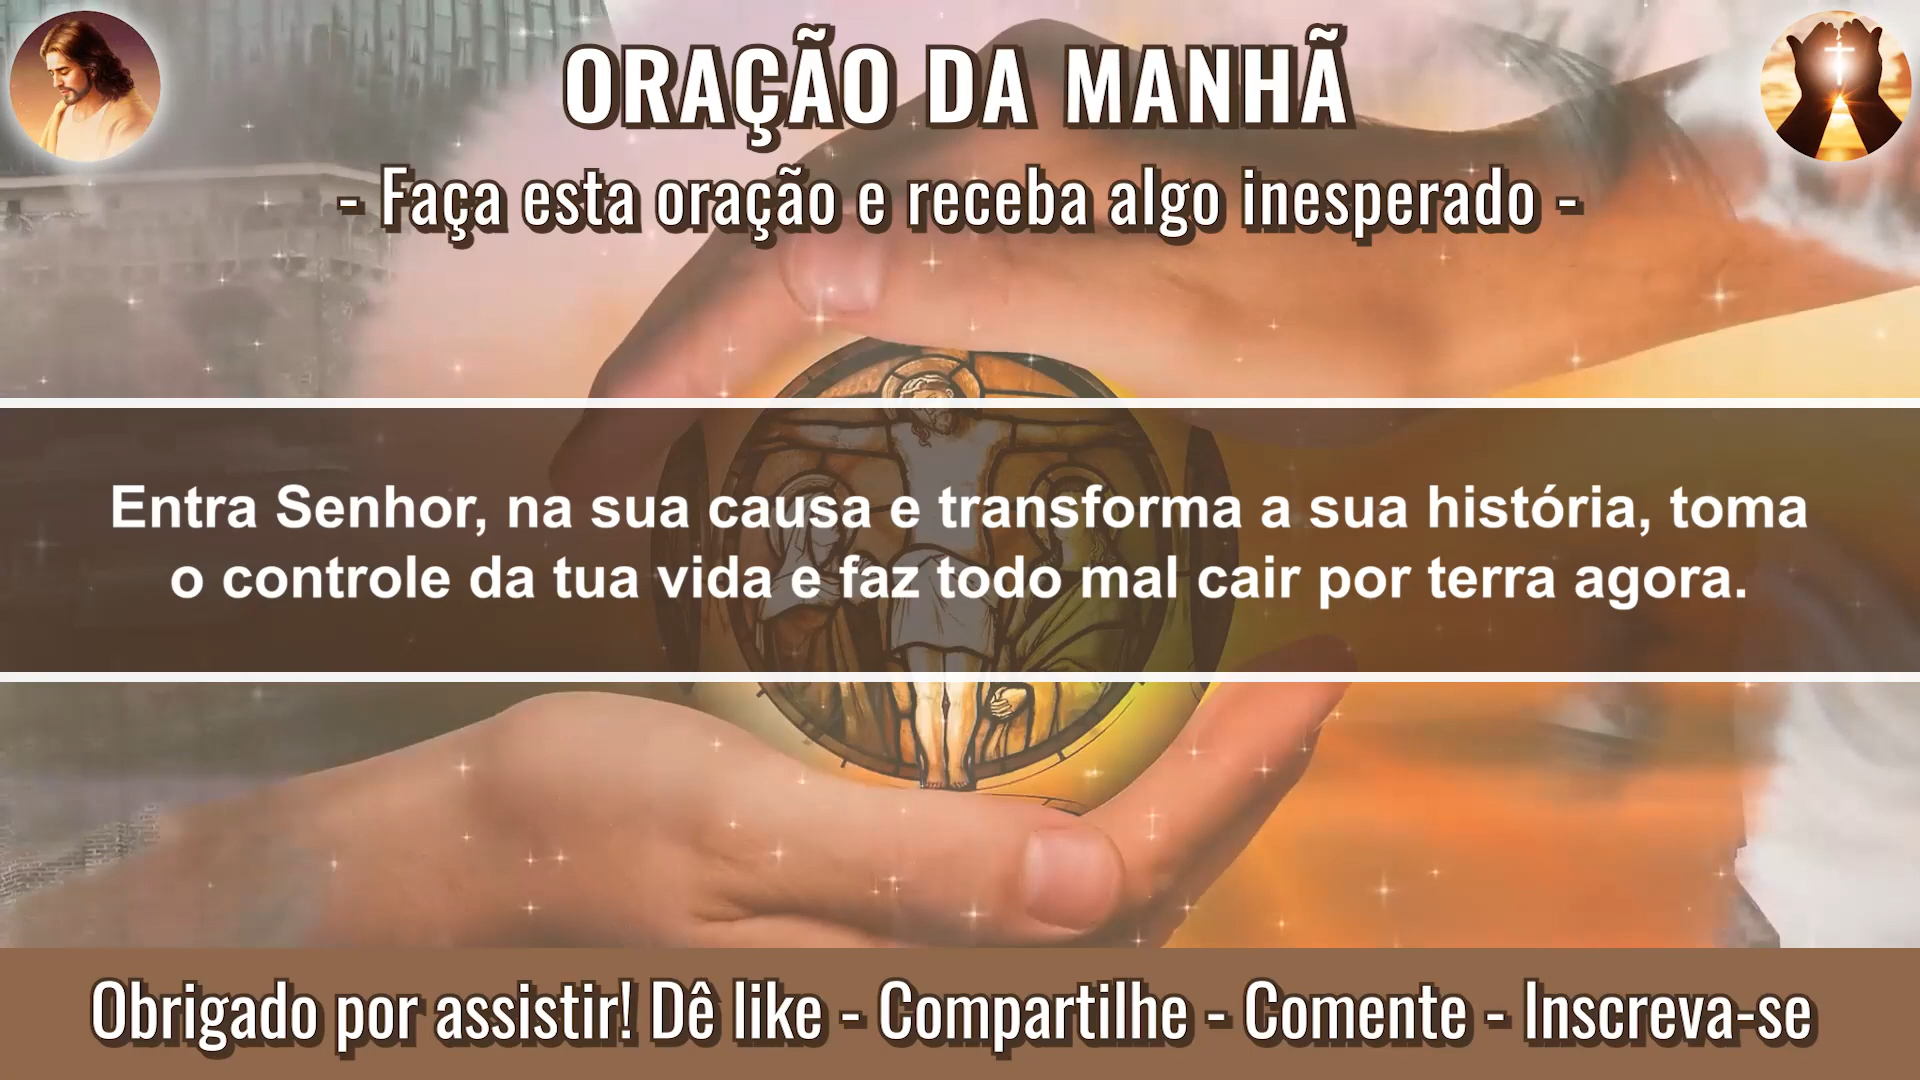 ORAÇÃO DA MANHÃ
- Faça esta oração e receba algo inesperado -
Entra Senhor, na sua causa e transforma a sua história, toma
o controle da tua vida e faz todo mal cair por terra agora.
Obrigado por assistir! Dê like - Compartilhe - Comente - Inscreva-se